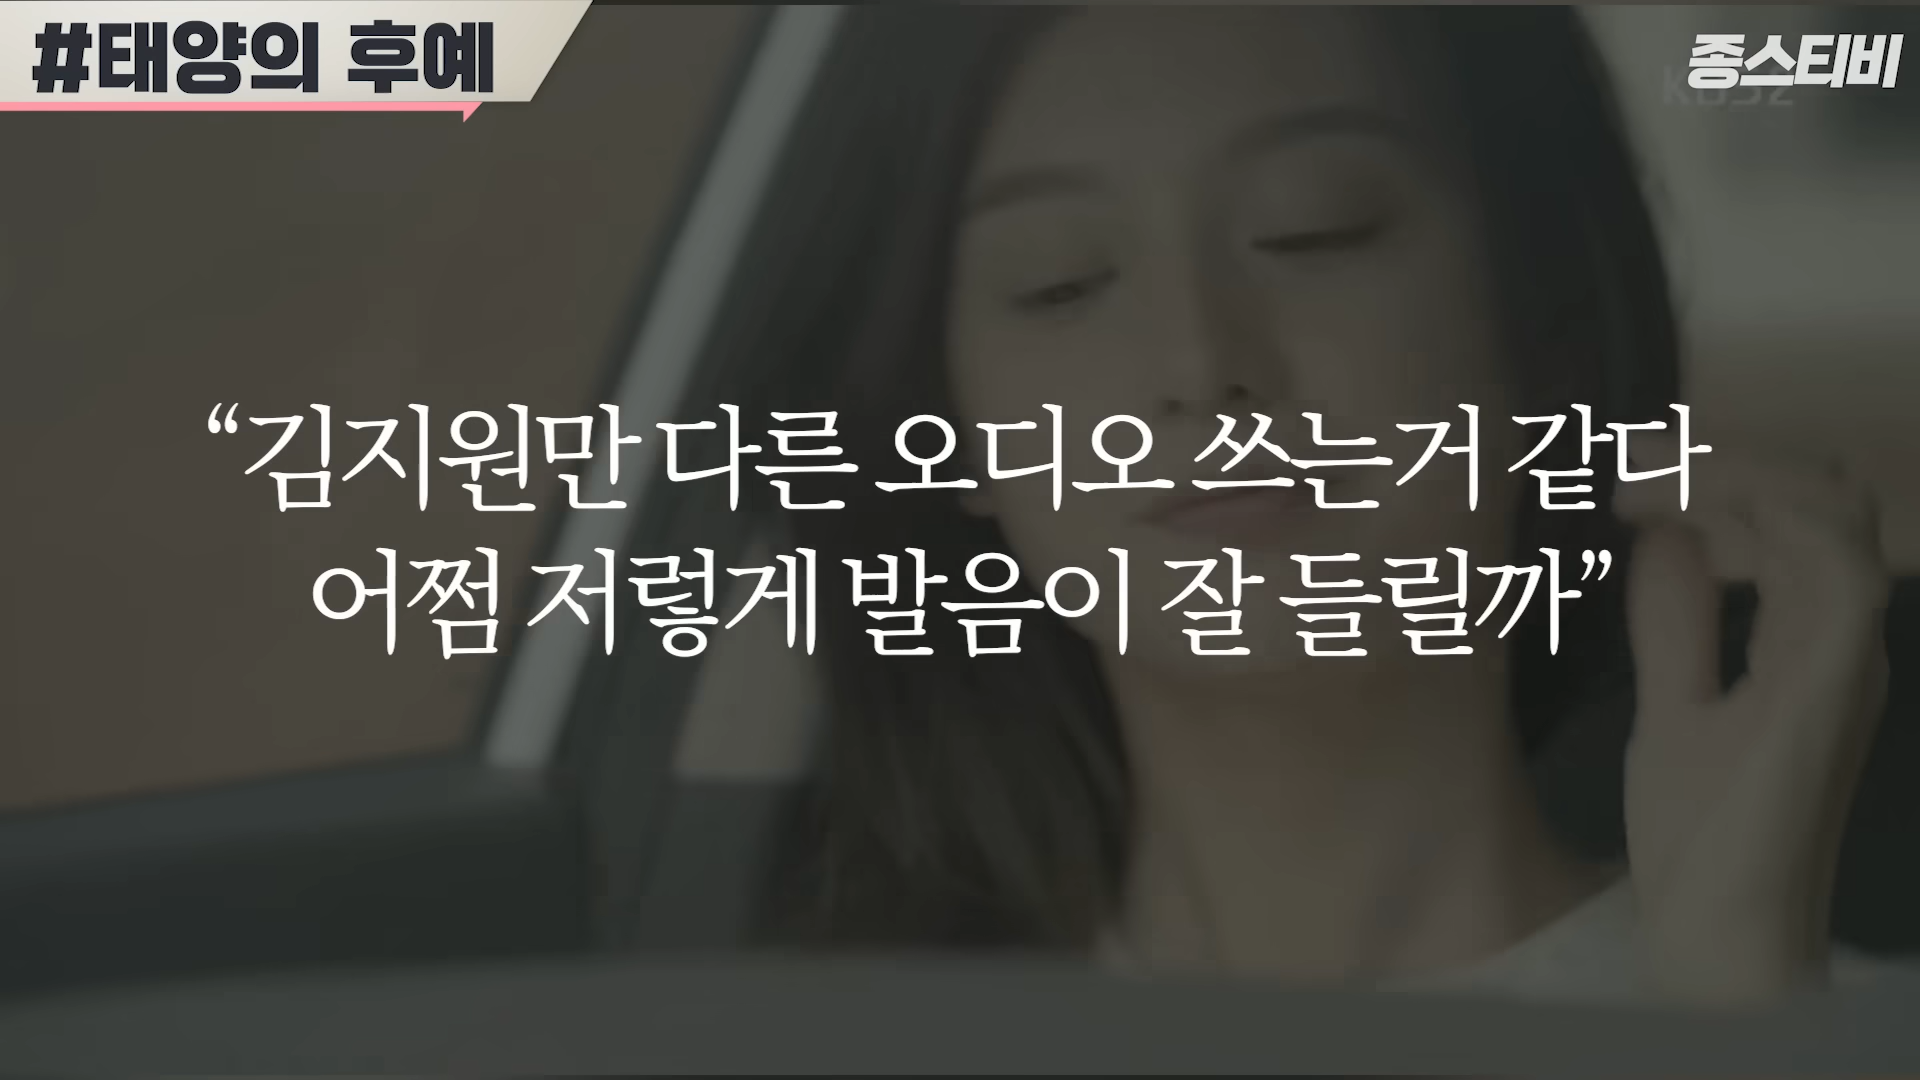 #태양의 후예
종스티비
KBS2
“김지원만 다른 오디오 쓰는거 같다
어쩜 저렇게 발음이 잘 들릴까”